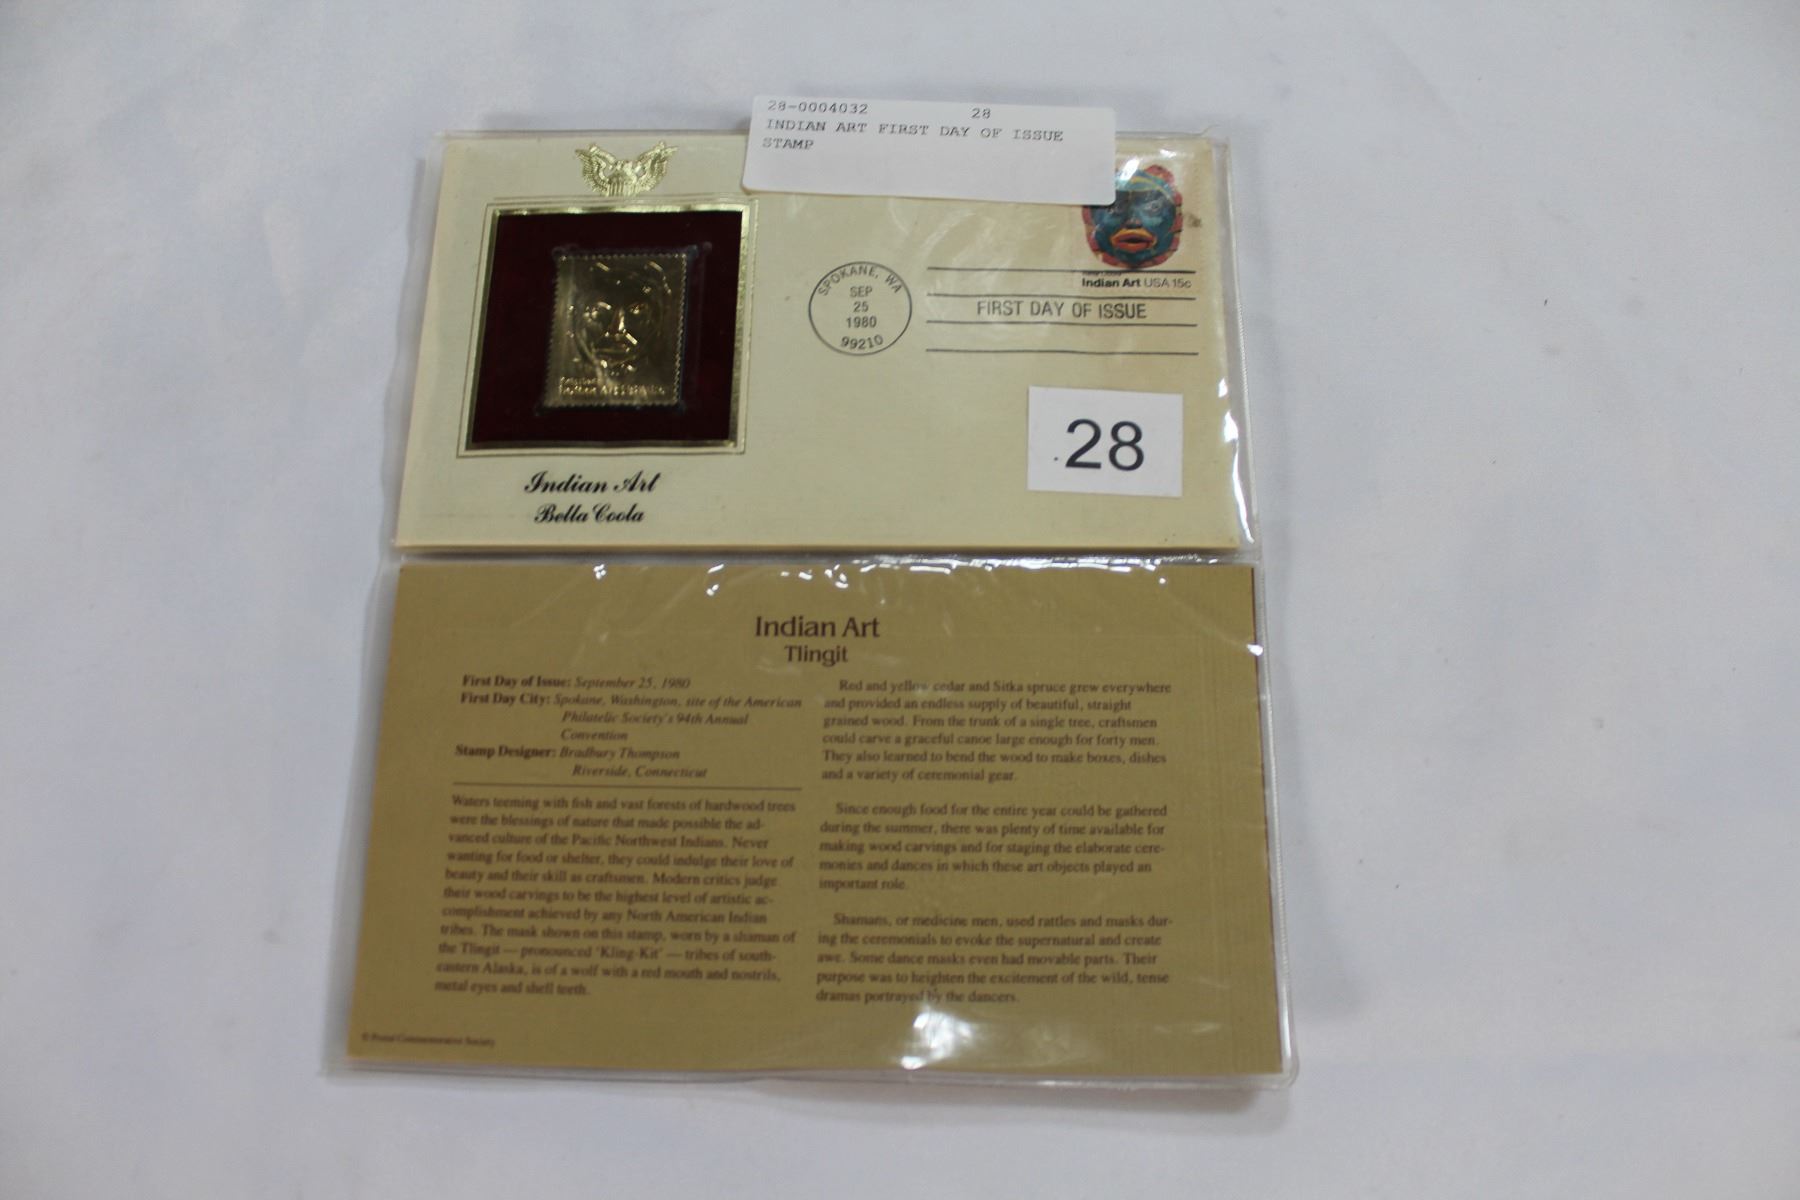 28-0004032 28
INDIAN ART FIRST DAY OF ISSUE
STAMP
Indian Art USA 15c
SPOKANE, WA
SEP
25
1980
99210
FIRST DAY OF ISSUE
Indian Art
28
Indian Art
Bella Coola
Indian Art
Tlingit
First Day of Issue: September 25, 1980
First Day City: Spokane, Washington, site of the American
Philatelic Society's 94th Annual
Convention
Stamp Designer: Bradbury Thompson
Riverside, Connecticut
Waters teeming with fish and vast forests of hardwood trees
were the blessings of nature that made possible the ad-
vanced culture of the Pacific Northwest Indians. Never
wanting for food or shelter, they could indulge their love of
beauty and their skill as craftsmen. Modern critics judge
their wood carvings to be the highest level of artistic ac-
complishment achieved by any North American Indian
tribes. The mask shown on this stamp, worn by a shaman of
the Tlingit — pronounced 'Kling-Kit' — tribes of south-
eastern Alaska, is of a wolf with a red mouth and nostrils,
metal eyes and shell teeth.
Red and yellow cedar and Sitka spruce grew everywhere
and provided an endless supply of beautiful, straight
grained wood. From the trunk of a single tree, craftsmen
could carve a graceful canoe large enough for forty men.
They also learned to bend the wood to make boxes, dishes
and a variety of ceremonial gear.
Since enough food for the entire year could be gathered
during the summer, there was plenty of time available for
making wood carvings and for staging the elaborate cere-
monies and dances in which these art objects played an
important role.
Shamans, or medicine men, used rattles and masks dur-
ing the ceremonials to evoke the supernatural and create
awe. Some dance masks even had movable parts. Their
purpose was to heighten the excitement of the wild, tense
dramas portrayed by the dancers.
© Postal Commemorative Society